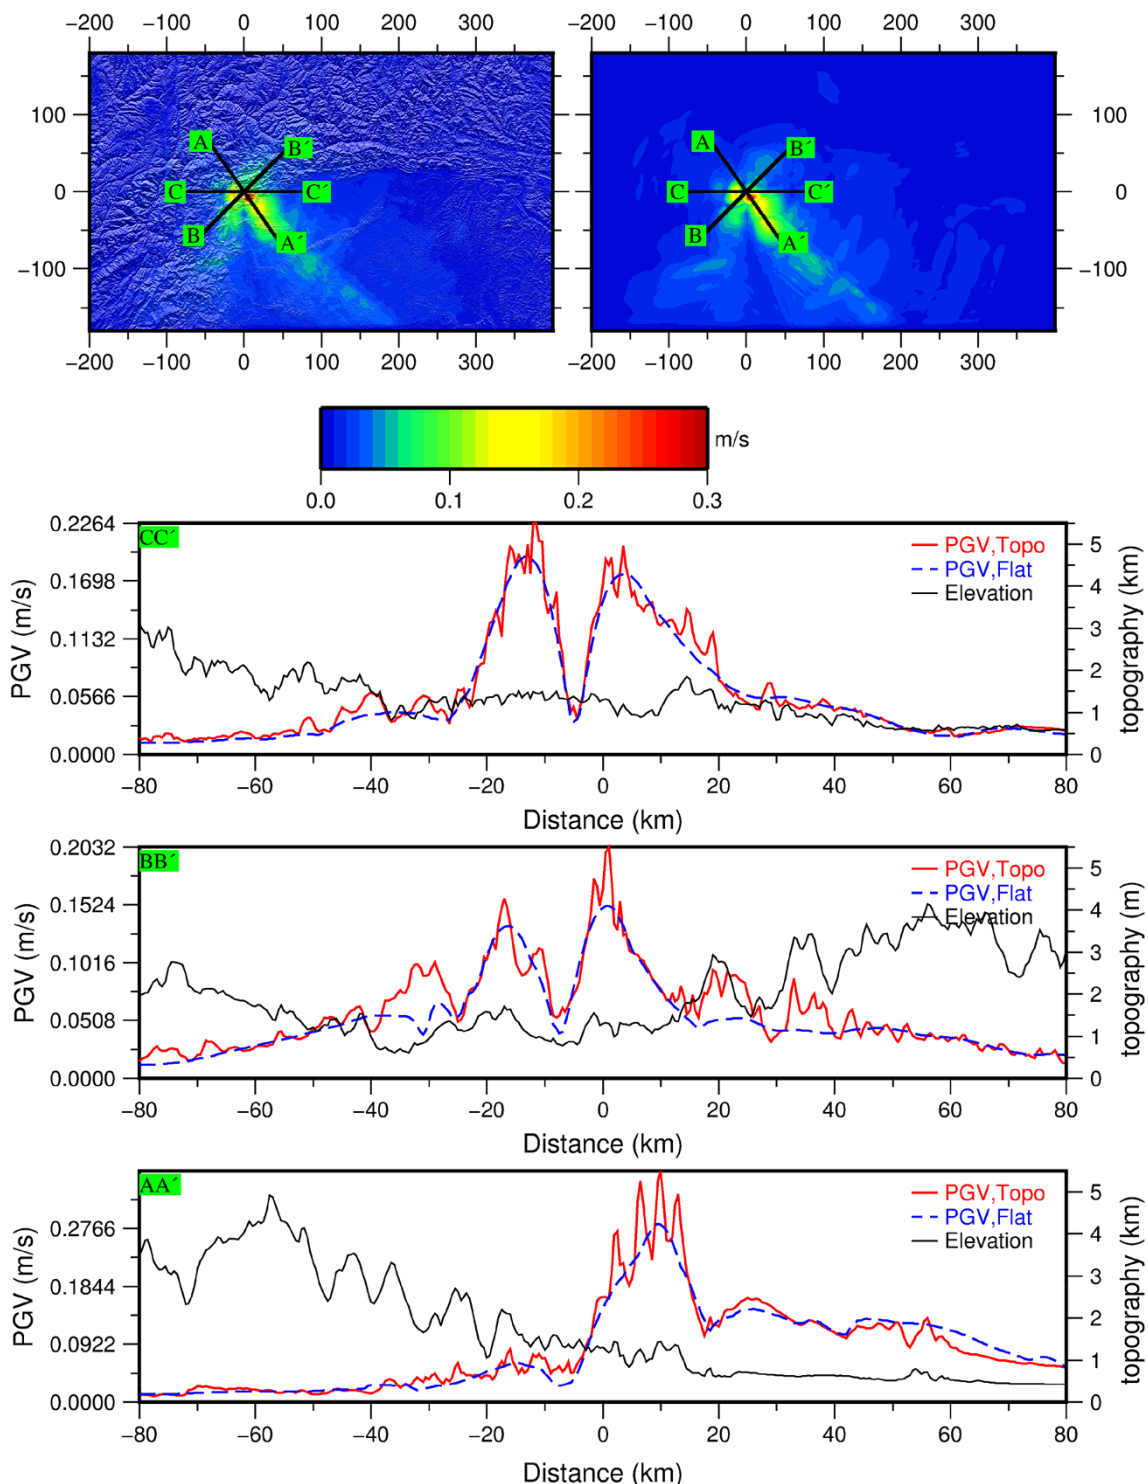 −200 −100 0 100 200 300 −200 −100 0 100 200 300
100
0
−100
A B´ C C´ B A´
A B´ C C´ B A´
100
0
−100
−200 −100 0 100 200 300 −200 −100 0 100 200 300
m/s
0.0 0.1 0.2 0.3
CC´
PGV,Topo
PGV,Flat
Elevation
0.2264
0.1698
0.1132
0.0566
0.0000
PGV (m/s)
5
4
3
2
1
0
topography (km)
−80 −60 −40 −20 0 20 40 60 80
Distance (km)
BB´
PGV,Topo
PGV,Flat
Elevation
0.2032
0.1524
0.1016
0.0508
0.0000
PGV (m/s)
5
4
3
2
1
0
topography (m)
−80 −60 −40 −20 0 20 40 60 80
Distance (km)
AA´
PGV,Topo
PGV,Flat
Elevation
0.2766
0.1844
0.0922
0.0000
PGV (m/s)
5
4
3
2
1
0
topography (km)
−80 −60 −40 −20 0 20 40 60 80
Distance (km)